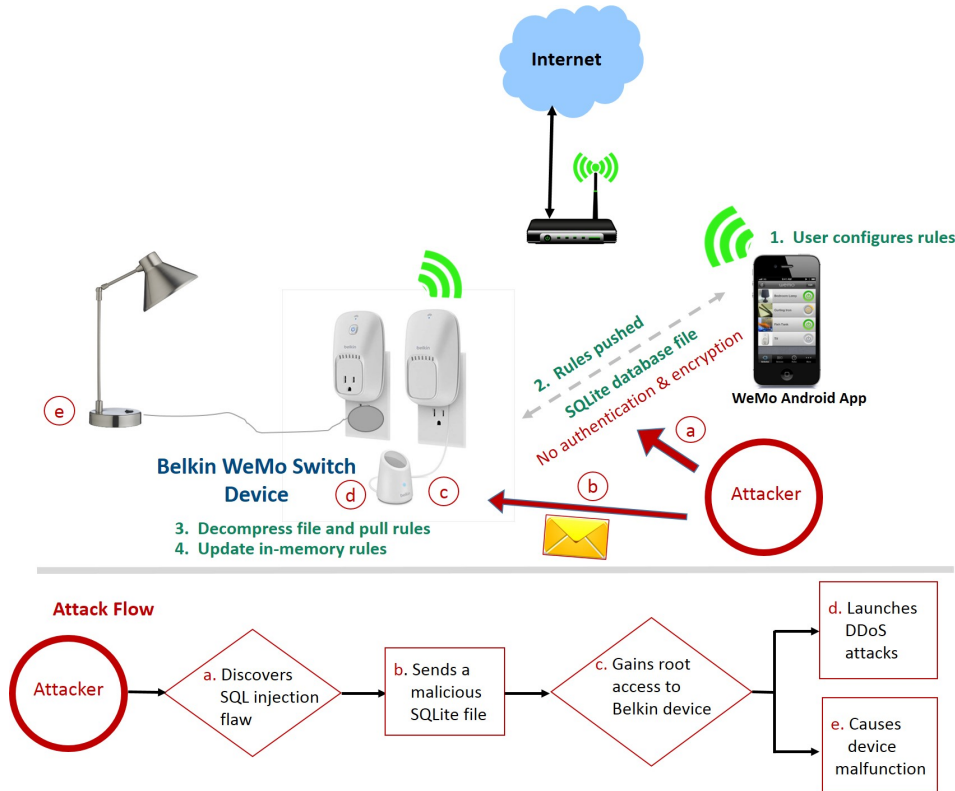 Internet
1. User configures rules
2. Rules pushed
SQLite database file
No authentication & encryption
WeMo Android App
a
Attacker
b
e
Belkin WeMo Switch
Device
d
c
3. Decompress file and pull rules
4. Update in-memory rules
Attack Flow
Attacker
a. Discovers
SQL injection
flaw
b. Sends a
malicious
SQLite file
c. Gains root
access to
Belkin device
d. Launches
DDoS
attacks
e. Causes
device
malfunction